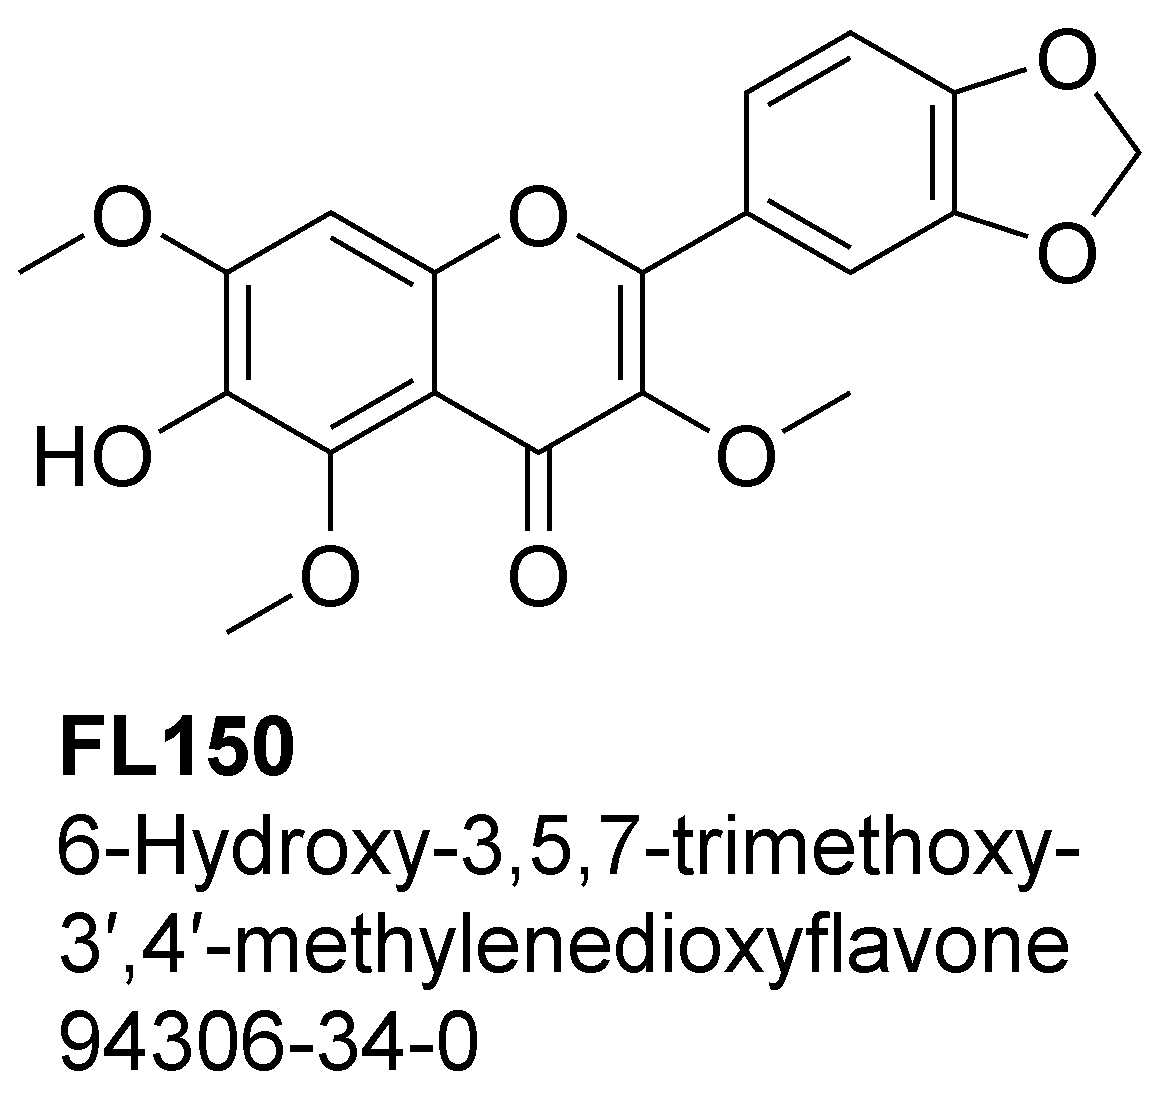 O
O
O
O
O
HO
O
O
O
FL150
6-Hydroxy-3,5,7-trimethoxy-
3′,4′-methylenedioxyflavone
94306-34-0